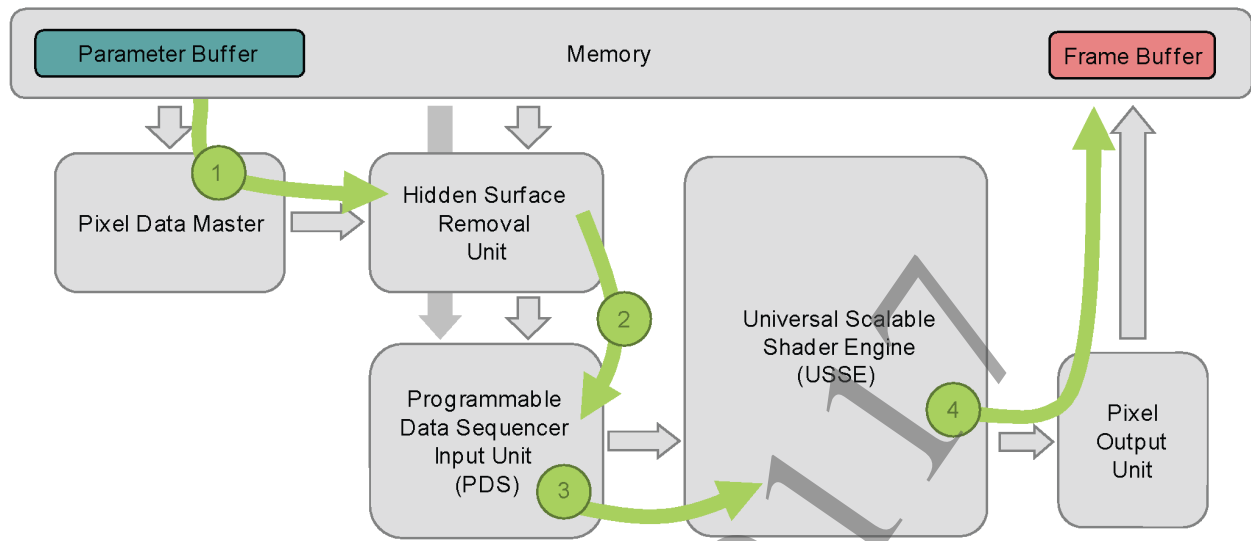 Parameter Buffer
Memory
Frame Buffer
1
Pixel Data Master
Hidden Surface
Removal
Unit
2
Programmable
Data Sequencer
Input Unit
(PDS)
3
Universal Scalable
Shader Engine
(USSE)
4
Pixel
Output
Unit